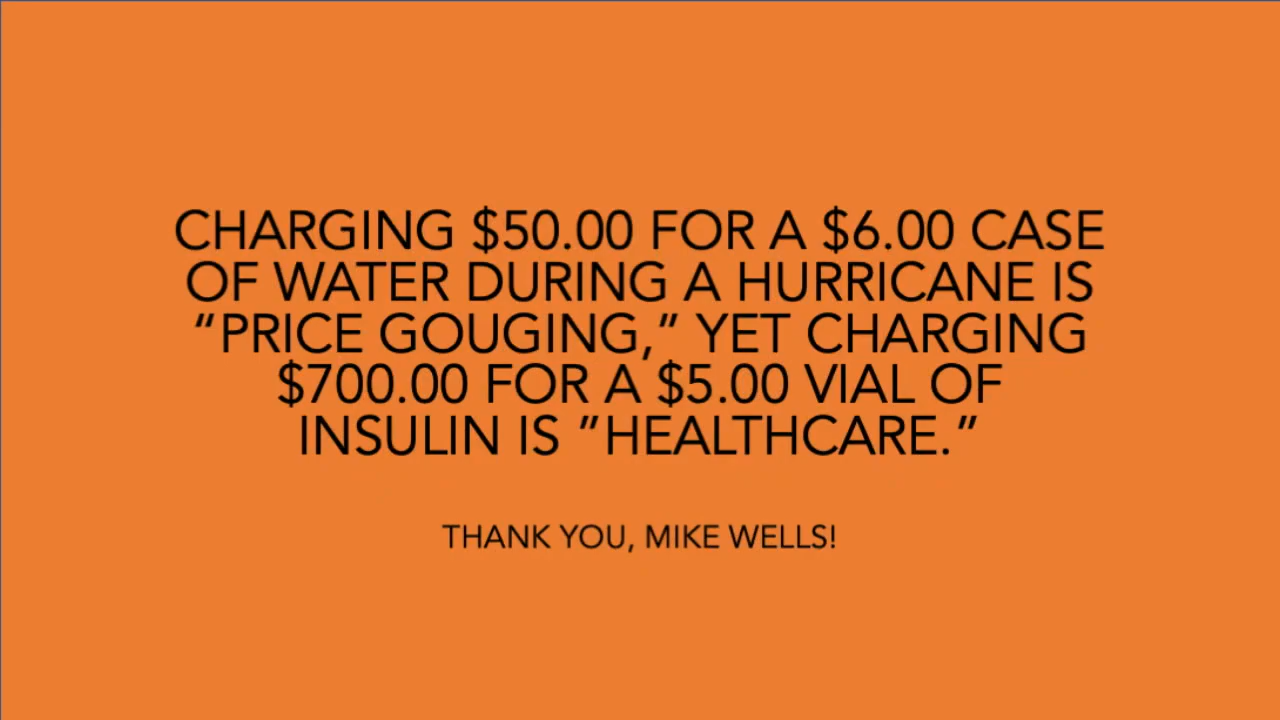 CHARGING $50.00 FOR A $6.00 CASE
OF WATER DURING A HURRICANE IS
“PRICE GOUGING,” YET CHARGING
$700.00 FOR A $5.00 VIAL OF
INSULIN IS ”HEALTHCARE.”
THANK YOU, MIKE WELLS!